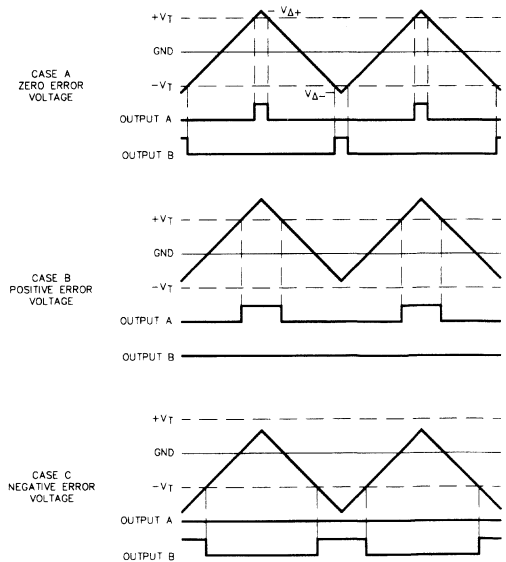 +VT
VΔ+
GND
CASE A
ZERO ERROR
VOLTAGE
-VT
VΔ-
OUTPUT A
OUTPUT B
+VT
GND
CASE B
POSITIVE ERROR
VOLTAGE
-VT
OUTPUT A
OUTPUT B
+VT
GND
CASE C
NEGATIVE ERROR
VOLTAGE
-VT
OUTPUT A
OUTPUT B